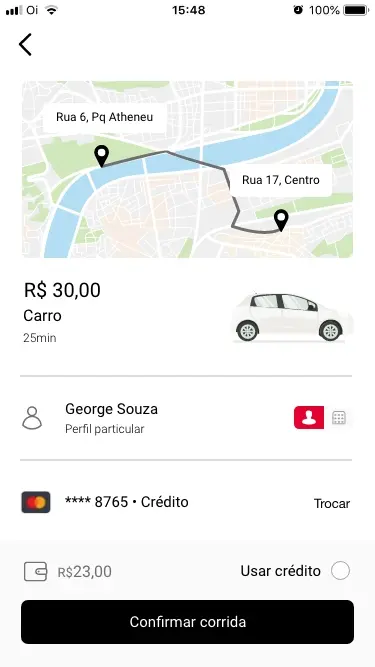 Oi 15:48 100%
Rua 6, Pq Atheneu
Rua 17, Centro
R$ 30,00
Carro
25min
George Souza
Perfil particular
**** 8765 • Crédito Trocar
R$23,00 Usar crédito
Confirmar corrida